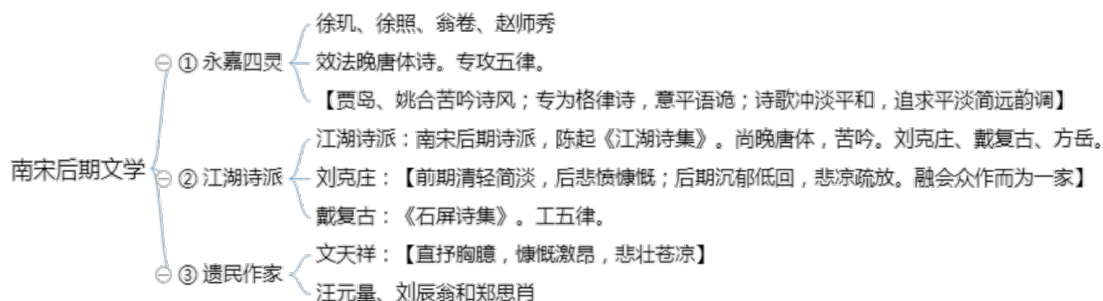 南宋后期文学
① 永嘉四灵
徐玑、徐照、翁卷、赵师秀
效法晚唐体诗。专攻五律。
【贾岛、姚合苦吟诗风；专为格律诗，意平语诡；诗歌冲淡平和，追求平淡简远韵调】
② 江湖诗派
江湖诗派：南宋后期诗派，陈起《江湖诗集》。尚晚唐体，苦吟。刘克庄、戴复古、方岳。
刘克庄：【前期清轻简淡，后悲愤慷慨；后期沉郁低回，悲凉疏放。融会众作而为一家】
戴复古：《石屏诗集》。工五律。
③ 遗民作家
文天祥：【直抒胸臆，慷慨激昂，悲壮苍凉】
汪元量、刘辰翁和郑思肖